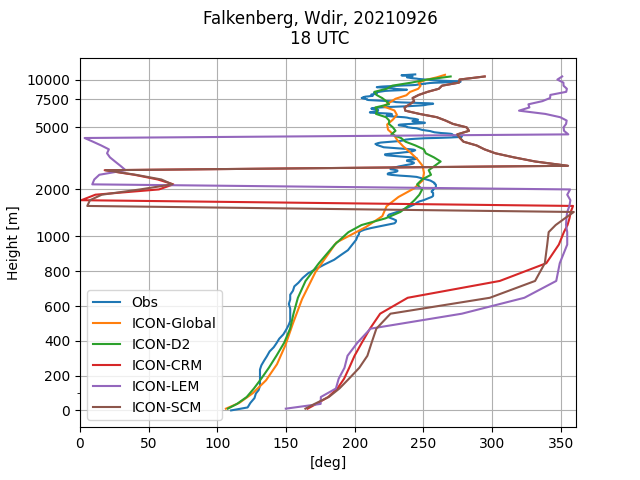 Falkenberg, Wdir, 20210926
18 UTC
10000
7500
5000
2000
1000
800
600
400
200
0
Height [m]
Obs
ICON-Global
ICON-D2
ICON-CRM
ICON-LEM
ICON-SCM
0 50 100 150 200 250 300 350
[deg]